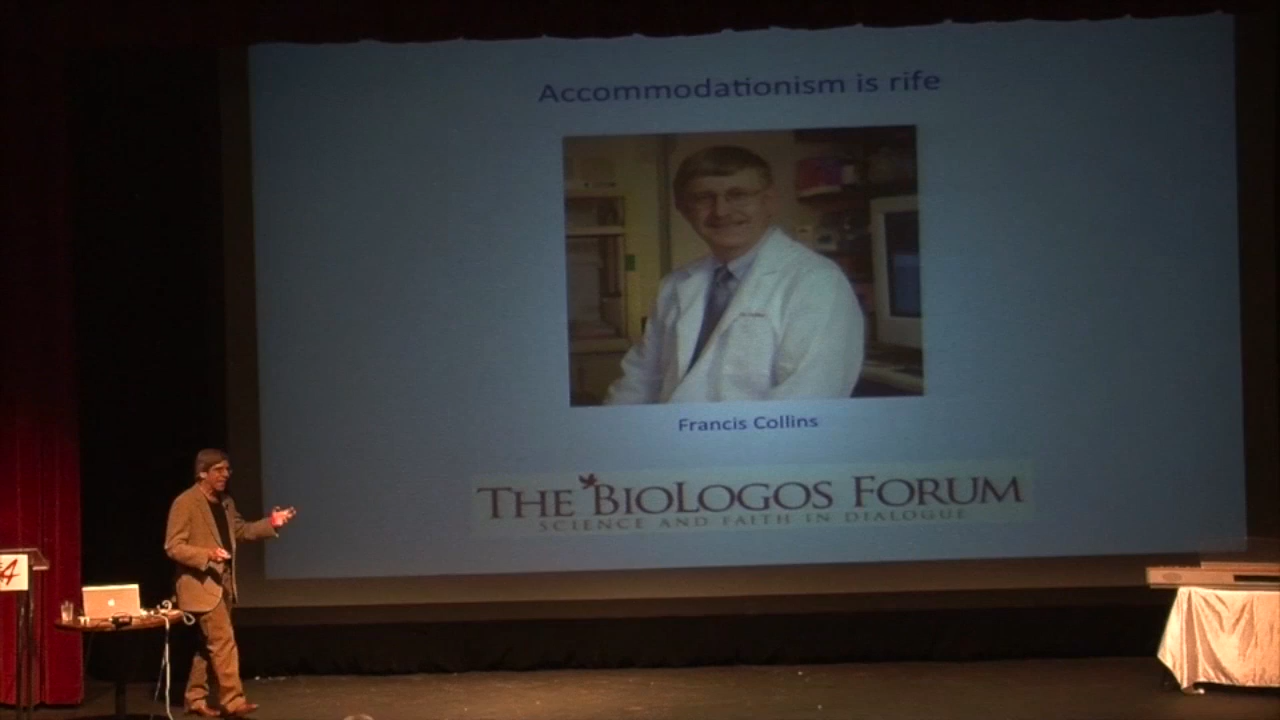 Accommodationism is rife
Francis Collins
THE BIOLOGOS FORUM
SCIENCE AND FAITH IN DIALOGUE